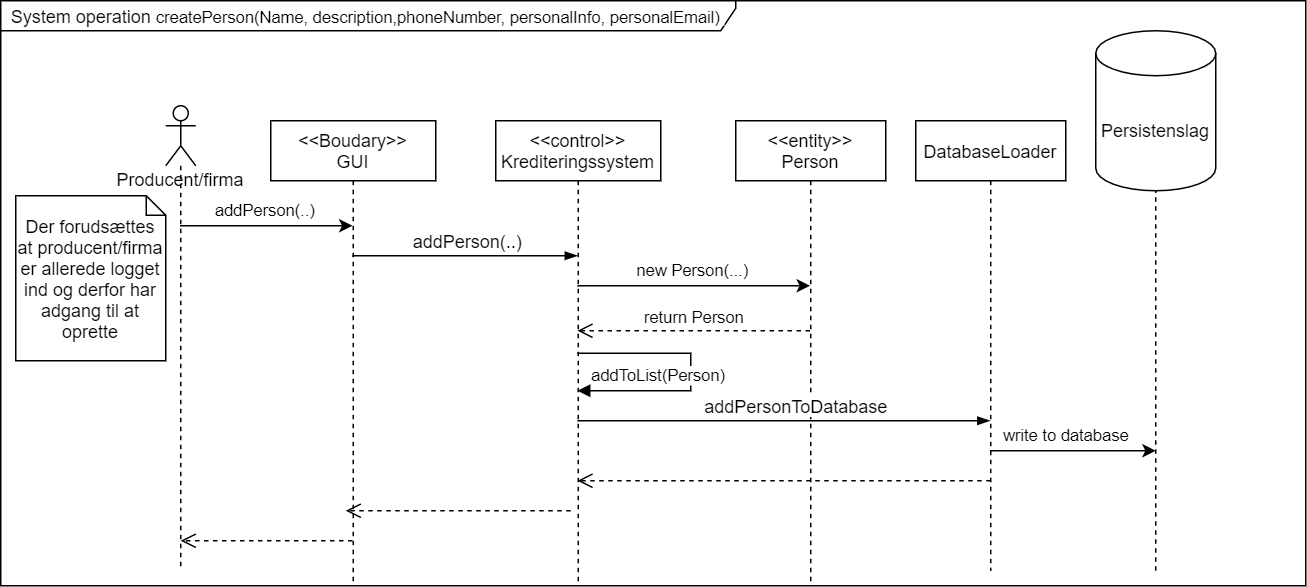 System operation createPerson(Name, description,phoneNumber, personalInfo, personalEmail)
Producent/firma
<<Boudary>>
GUI
<<control>>
Krediteringssystem
<<entity>>
Person
DatabaseLoader
Persistenslag
Der forudsættes
at producent/firma
er allerede logget
ind og derfor har
adgang til at
oprette
addPerson(..)
addPerson(..)
new Person(...)
return Person
addToList(Person)
addPersonToDatabase
write to database